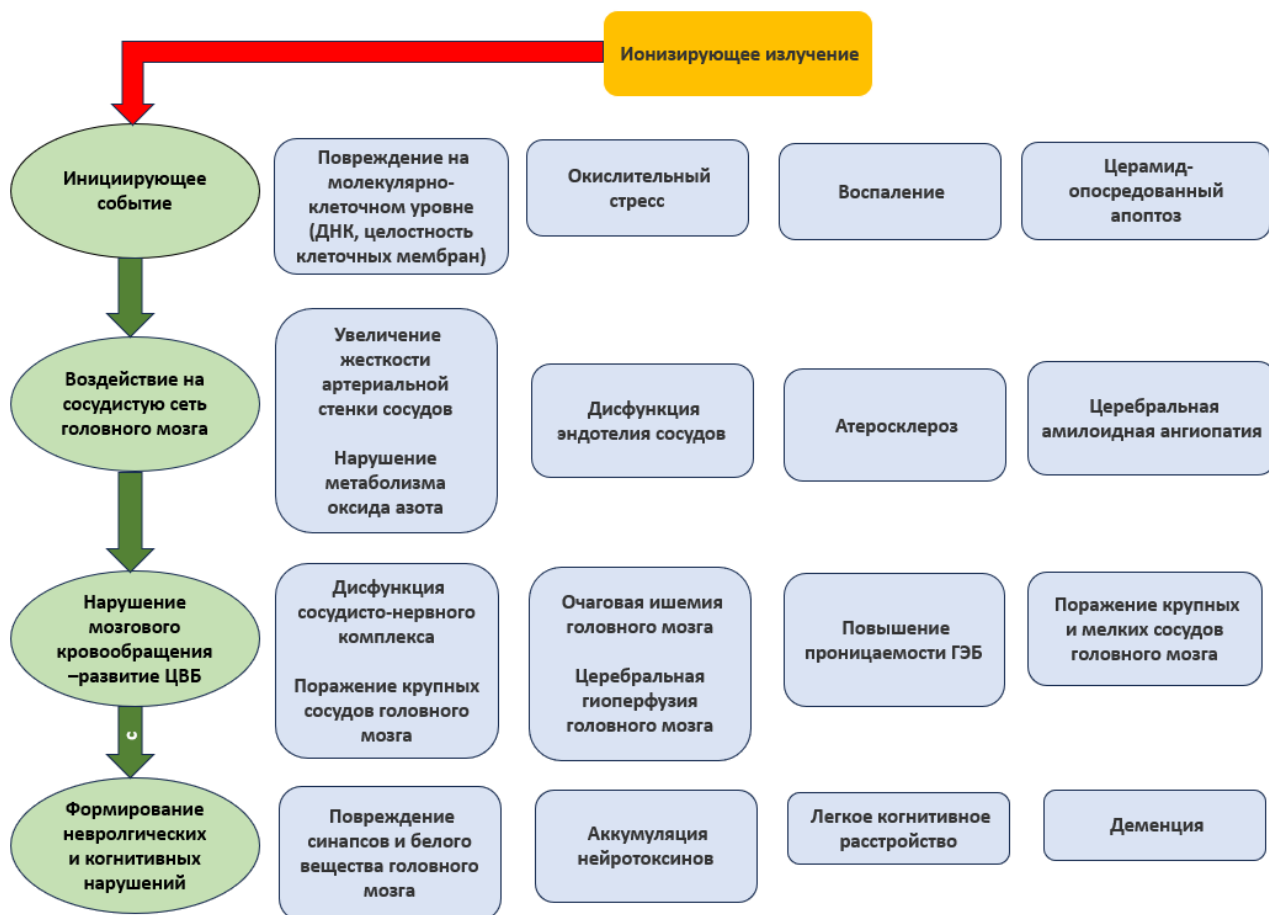 Ионизирующее излучение
Инициирующее
событие
Повреждение на
молекулярно-
клеточном уровне
(ДНК, целостность
клеточных мембран)
Окислительный
стресс
Воспаление
Церамид-
опосредованный
апоптоз
Воздействие на
сосудистую сеть
головного мозга
Увеличение
жесткости
артериальной
стенки сосудов
Нарушение
метаболизма
оксида азота
Дисфункция
эндотелия сосудов
Атеросклероз
Церебральная
амилоидная ангиопатия
Нарушение
мозгового
кровообращения
–развитие ЦВБ
Дисфункция
сосудисто-нервного
комплекса
Поражение крупных
сосудов головного
мозга
Очаговая ишемия
головного мозга
Церебральная
гиоперфузия
головного мозга
Повышение
проницаемости ГЭБ
Поражение крупных
и мелких сосудов
головного мозга
с
Формирование
неврлгических
и когнитивных
нарушений
Повреждение
синапсов и белого
вещества головного
мозга
Аккумуляция
нейротоксинов
Легкое когнитивное
расстройство
Деменция